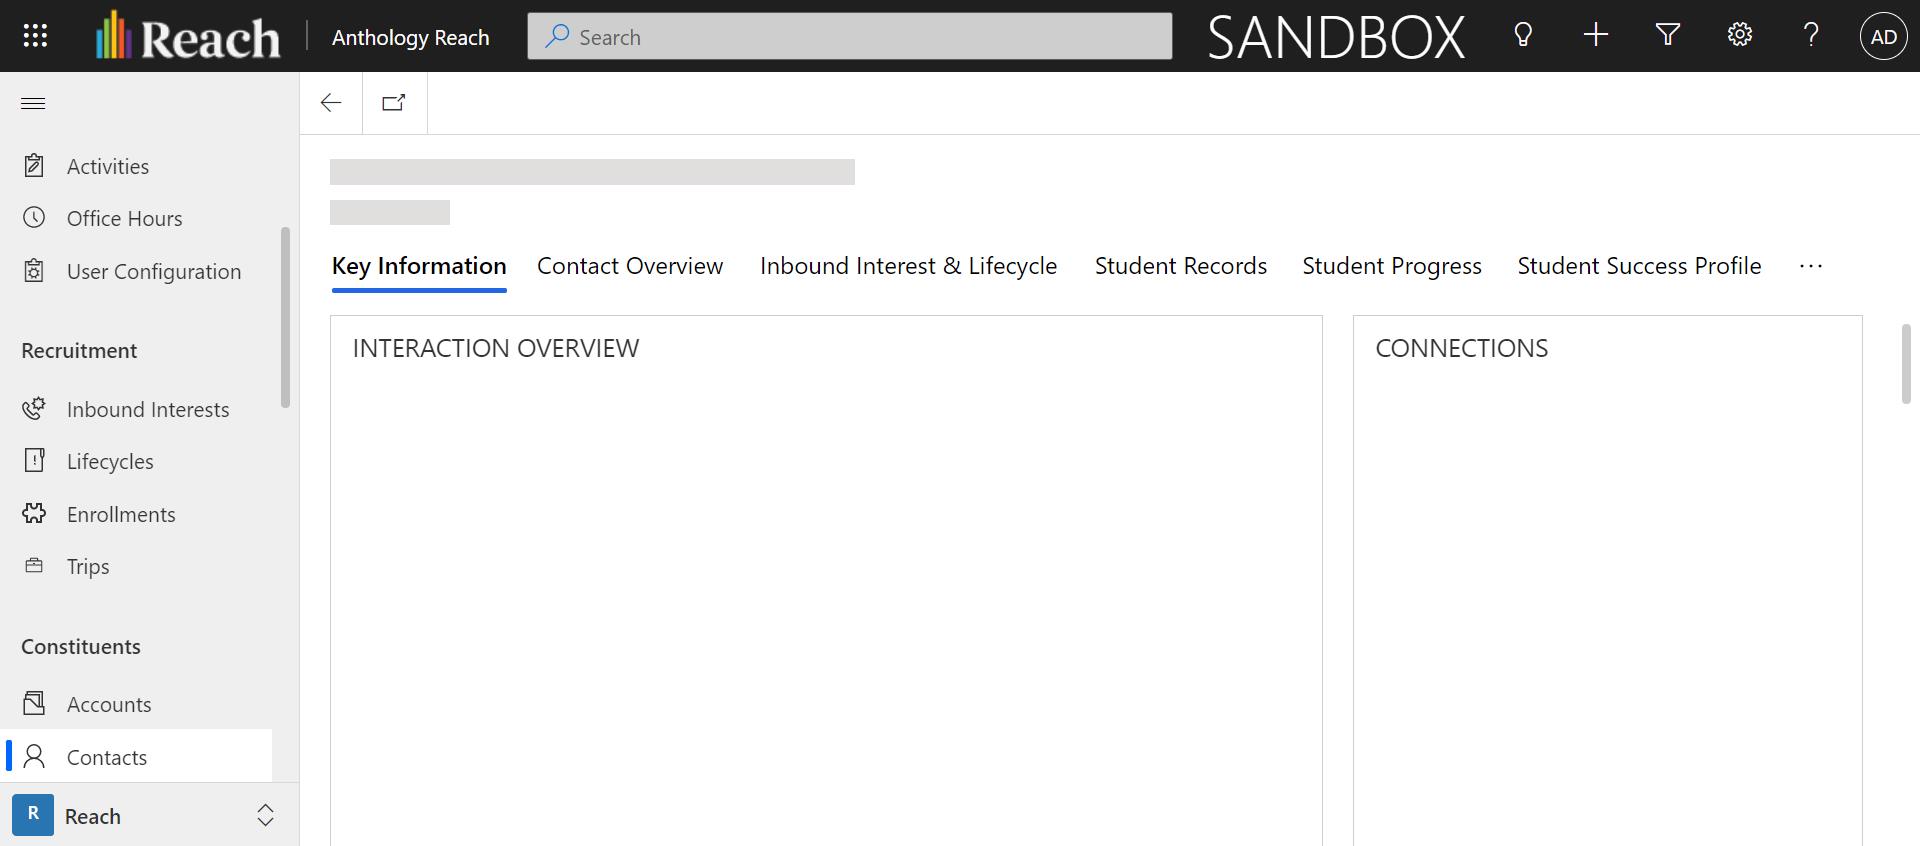 Reach
Anthology Reach
Search
SANDBOX
AD
Activities
Office Hours
User Configuration
Recruitment
Inbound Interests
Lifecycles
Enrollments
Trips
Constituents
Accounts
Contacts
R
Reach
Key Information
Contact Overview
Inbound Interest & Lifecycle
Student Records
Student Progress
Student Success Profile
...
INTERACTION OVERVIEW
CONNECTIONS